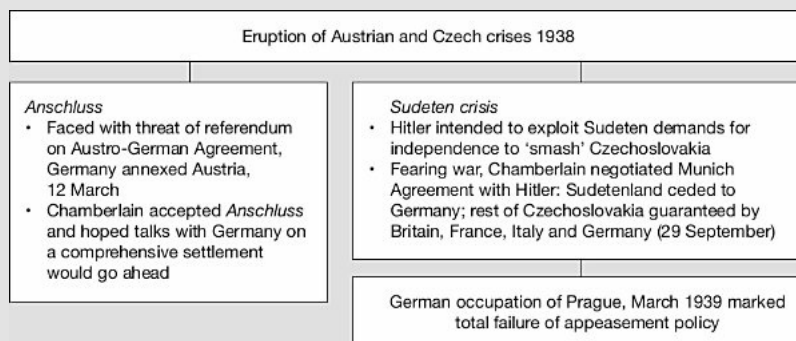 Eruption of Austrian and Czech crises 1938
Anschluss
• Faced with threat of referendum
on Austro-German Agreement,
Germany annexed Austria,
12 March
• Chamberlain accepted Anschluss
and hoped talks with Germany on
a comprehensive settlement
would go ahead
Sudeten crisis
• Hitler intended to exploit Sudeten demands for
independence to ‘smash’ Czechoslovakia
• Fearing war, Chamberlain negotiated Munich
Agreement with Hitler: Sudetenland ceded to
Germany; rest of Czechoslovakia guaranteed by
Britain, France, Italy and Germany (29 September)
German occupation of Prague, March 1939 marked
total failure of appeasement policy